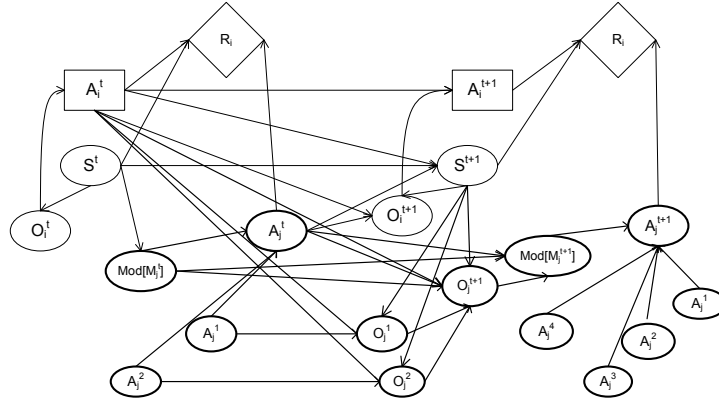 R_i
R_i
A_i^t
A_i^{t+1}
S^t
S^{t+1}
O_i^t
O_i^{t+1}
A_j^t
A_j^{t+1}
Mod[M_j^t]
Mod[M_j^{t+1}]
O_j^{t+1}
A_j^1
A_j^1
O_j^1
A_j^4
A_j^2
A_j^2
O_j^2
A_j^3